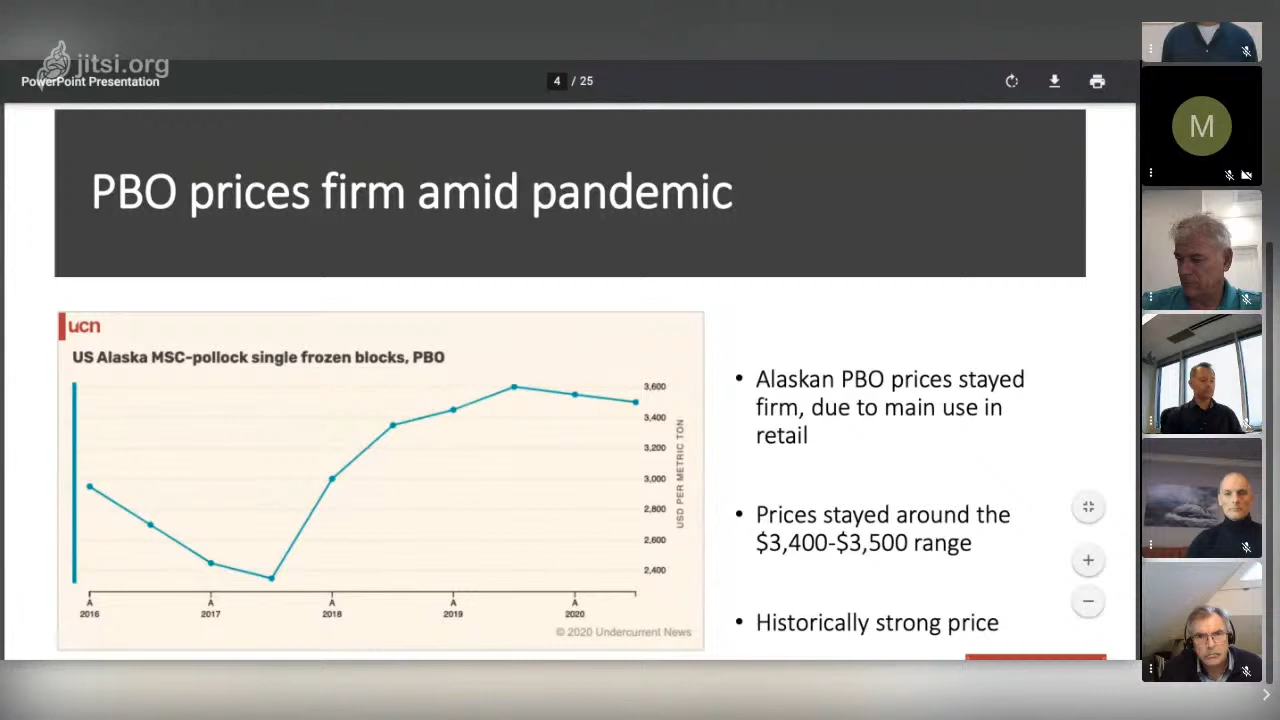 jitsi.org
PowerPoint Presentation
4 / 25
PBO prices firm amid pandemic
ucn
US Alaska MSC-pollock single frozen blocks, PBO
3,600
3,400
3,200
3,000
2,800
2,600
2,400
USD PER METRIC TON
A A A A A
2016 2017 2018 2019 2020
© 2020 Undercurrent News
• Alaskan PBO prices stayed
firm, due to main use in
retail
• Prices stayed around the
$3,400-$3,500 range
• Historically strong price
M